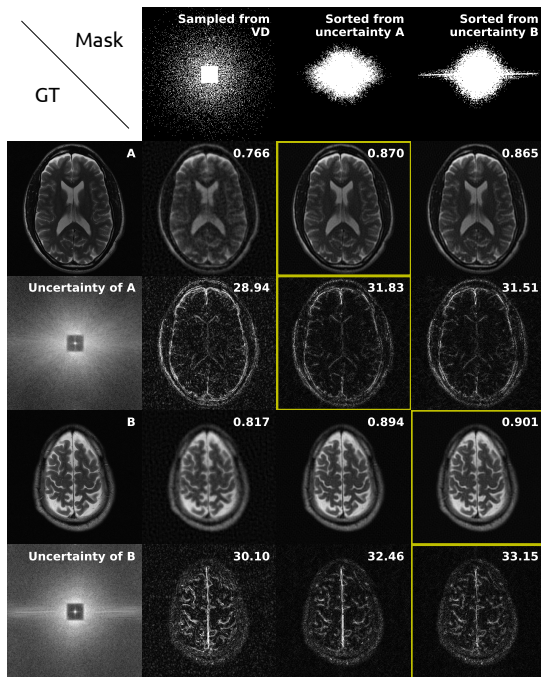 Mask
GT
Sampled from
VD
Sorted from
uncertainty A
Sorted from
uncertainty B
A
0.766
0.870
0.865
Uncertainty of A
28.94
31.83
31.51
B
0.817
0.894
0.901
Uncertainty of B
30.10
32.46
33.15